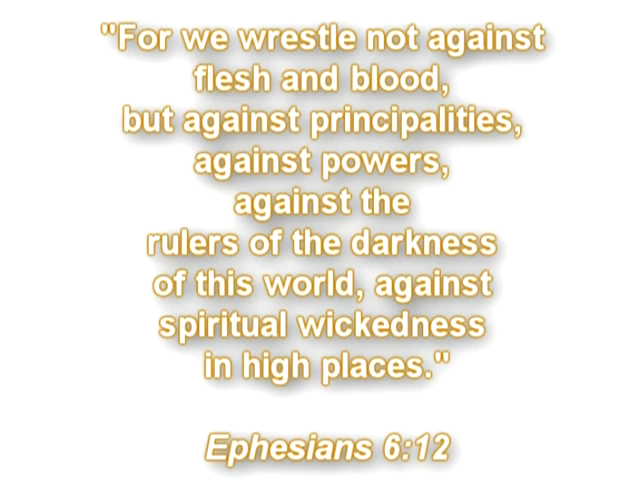 "For we wrestle not against
flesh and blood,
but against principalities,
against powers,
against the
rulers of the darkness
of this world, against
spiritual wickedness
in high places."
Ephesians 6:12